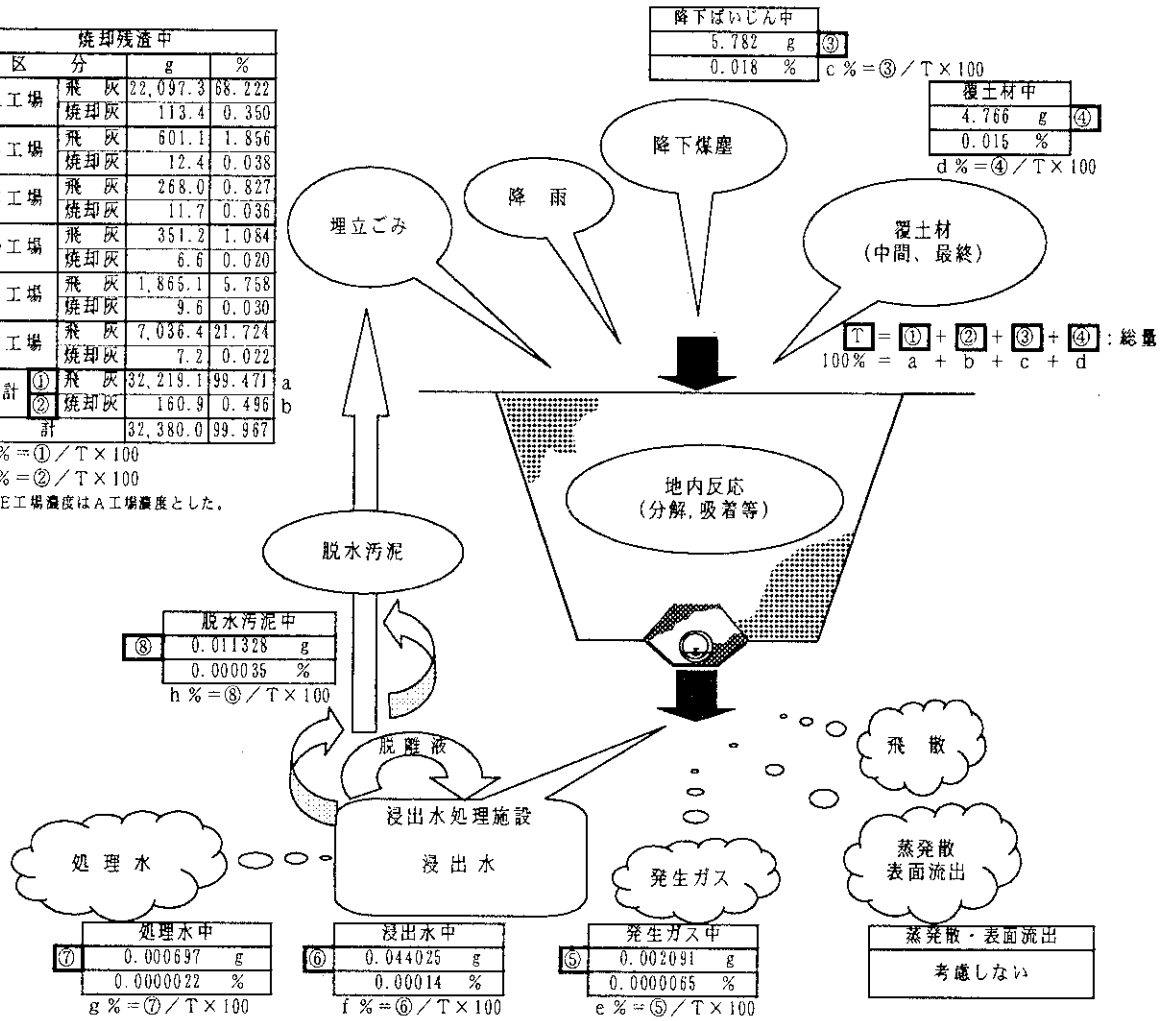 焼却残渣中
区 分 g %
工場 飛 灰 22,097.3 68.222
焼却灰 113.4 0.350
工場 飛 灰 601.1 1.856
焼却灰 12.4 0.038
工場 飛 灰 268.0 0.827
焼却灰 11.7 0.036
工場 飛 灰 351.2 1.084
焼却灰 6.6 0.020
工場 飛 灰 1,865.1 5.758
焼却灰 9.6 0.030
工場 飛 灰 7,036.4 21.724
焼却灰 7.2 0.022
計 ① 飛 灰 32,219.1 99.471 a
② 焼却灰 160.9 0.496 b
計 32,380.0 99.967
%=①/T×100
%=②/T×100
E工場濃度はA工場濃度とした。
降下ばいじん中
5.782 g ③
0.018 %
c %=③/T×100
覆土材中
4.766 g ④
0.015 %
d %=④/T×100
降下煤塵
降 雨
埋立ごみ
覆土材
(中間、最終)
T = ① + ② + ③ + ④ : 総量
100% = a + b + c + d
地内反応
(分解,吸着等)
脱水汚泥
脱水汚泥中
⑧ 0.011328 g
0.000035 %
h %=⑧/T×100
脱離液
飛 散
浸出水処理施設
浸 出 水
処 理 水
発生ガス
蒸発散
表面流出
処理水中
⑦ 0.000697 g
0.0000022 %
g %=⑦/T×100
浸出水中
⑥ 0.044025 g
0.00014 %
f %=⑥/T×100
発生ガス中
⑤ 0.002091 g
0.0000065 %
e %=⑤/T×100
蒸発散・表面流出
考慮しない